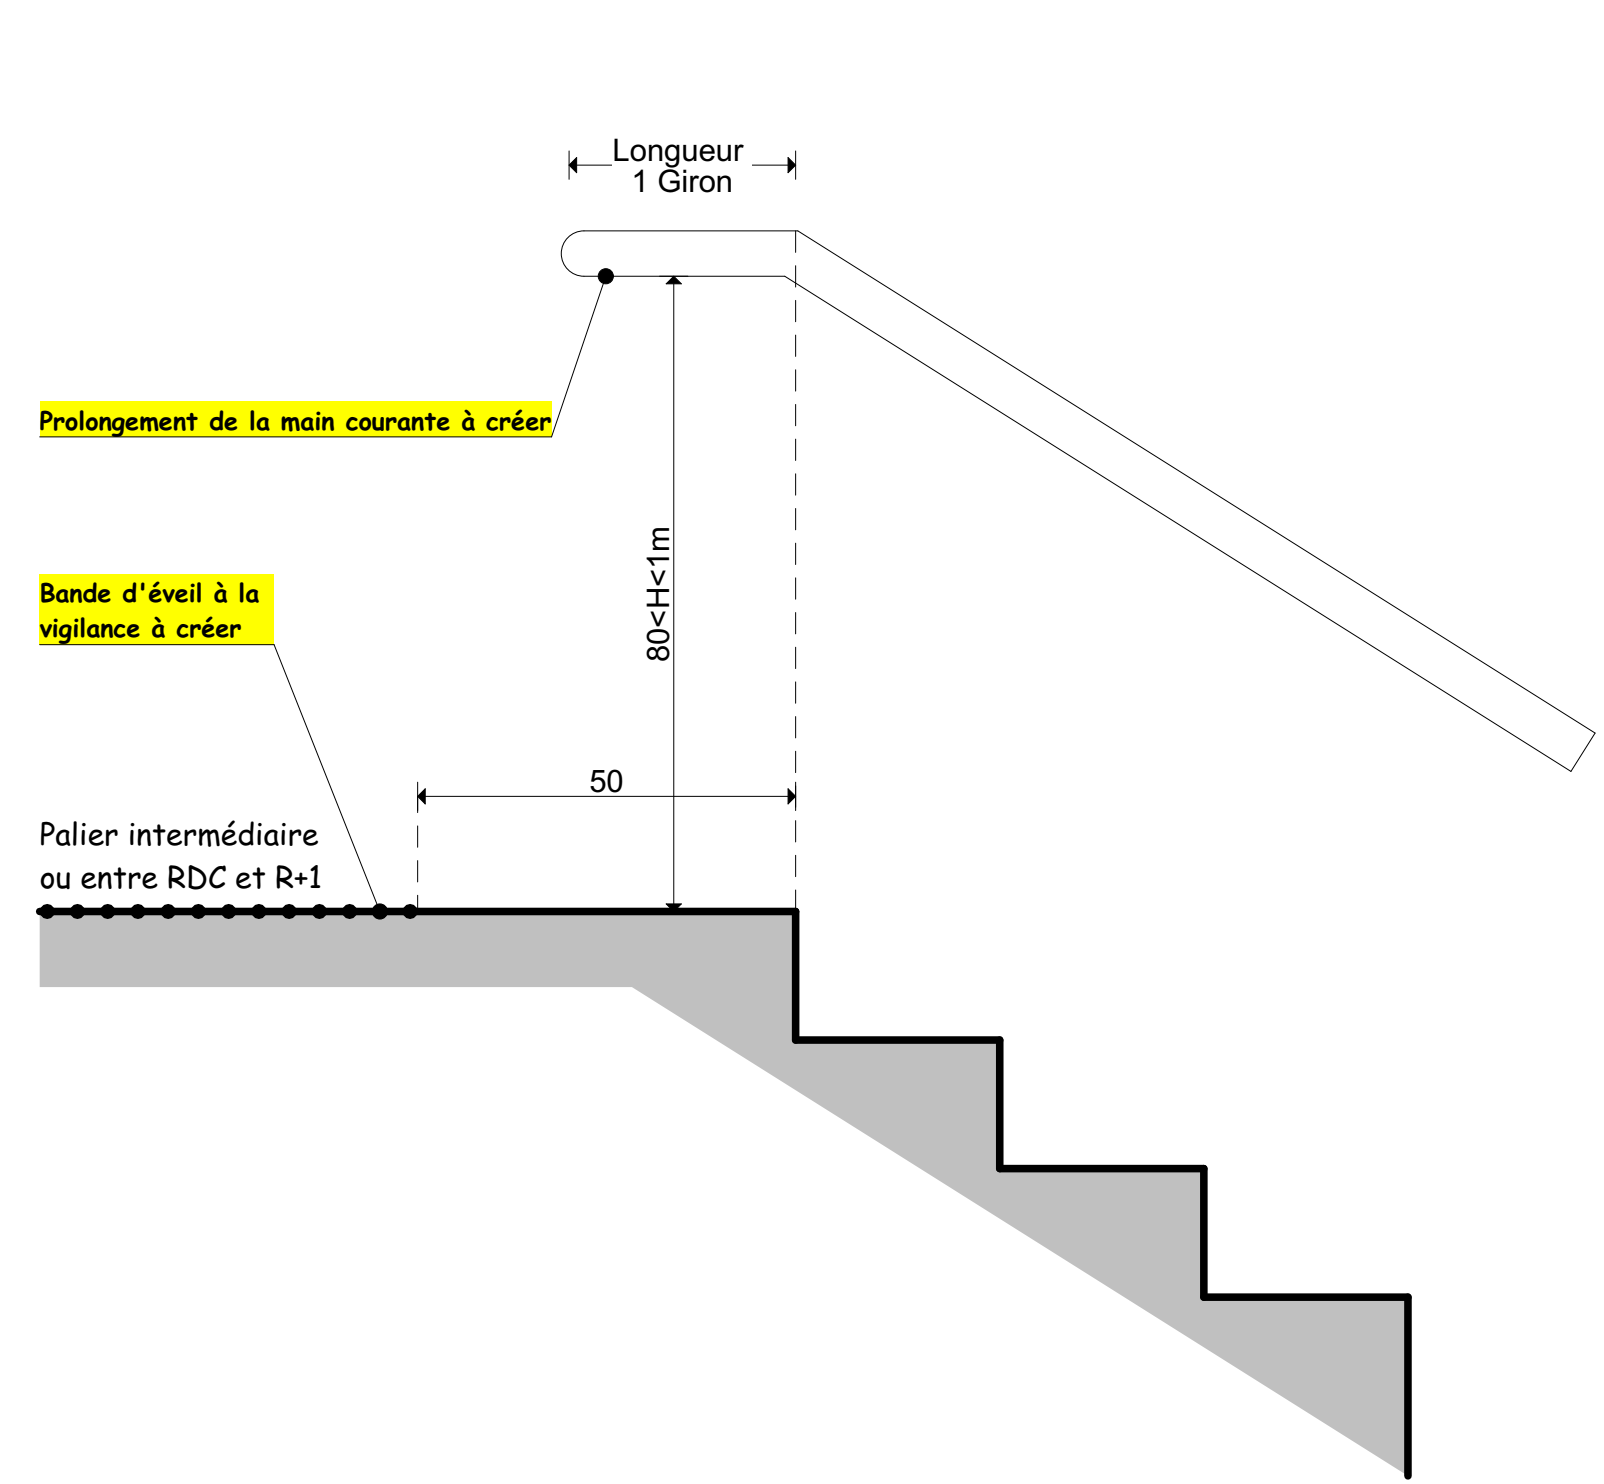 Longueur
1 Giron
Prolongement de la main courante à créer
80<H<1m
Bande d'éveil à la
vigilance à créer
50
Palier intermédiaire
ou entre RDC et R+1